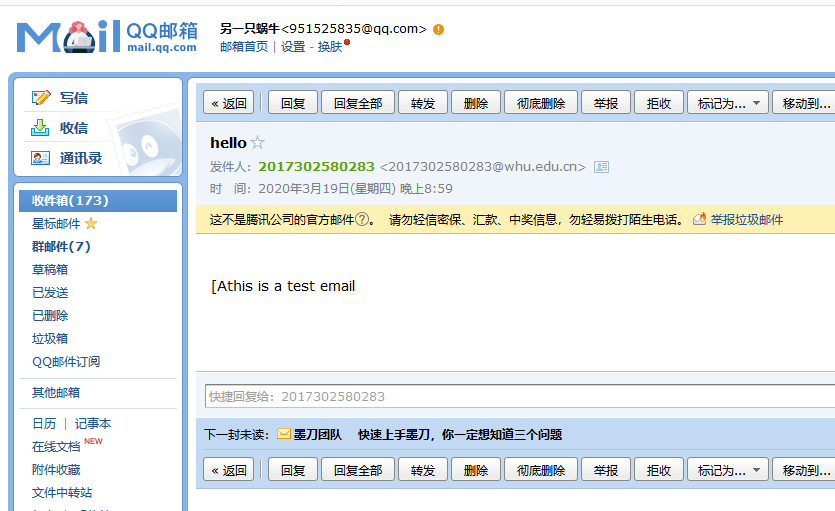 Mail QQ邮箱
mail.qq.com
另一只蜗牛<951525835@qq.com>
邮箱首页 | 设置 - 换肤
写信
收信
通讯录
收件箱(173)
星标邮件
群邮件(7)
草稿箱
已发送
已删除
垃圾箱
QQ邮件订阅
其他邮箱
日历 | 记事本
在线文档 NEW
附件收藏
文件中转站
« 返回 回复 回复全部 转发 删除 彻底删除 举报 拒收 标记为... 移动到...
hello
发件人：2017302580283 <2017302580283@whu.edu.cn>
时 间：2020年3月19日(星期四) 晚上8:59
这不是腾讯公司的官方邮件?。 请勿轻信密保、汇款、中奖信息，勿轻易拨打陌生电话。 举报垃圾邮件
[Athis is a test email
快捷回复给：2017302580283
下一封未读： 墨刀团队 快速上手墨刀，你一定想知道三个问题
« 返回 回复 回复全部 转发 删除 彻底删除 举报 拒收 标记为... 移动到...